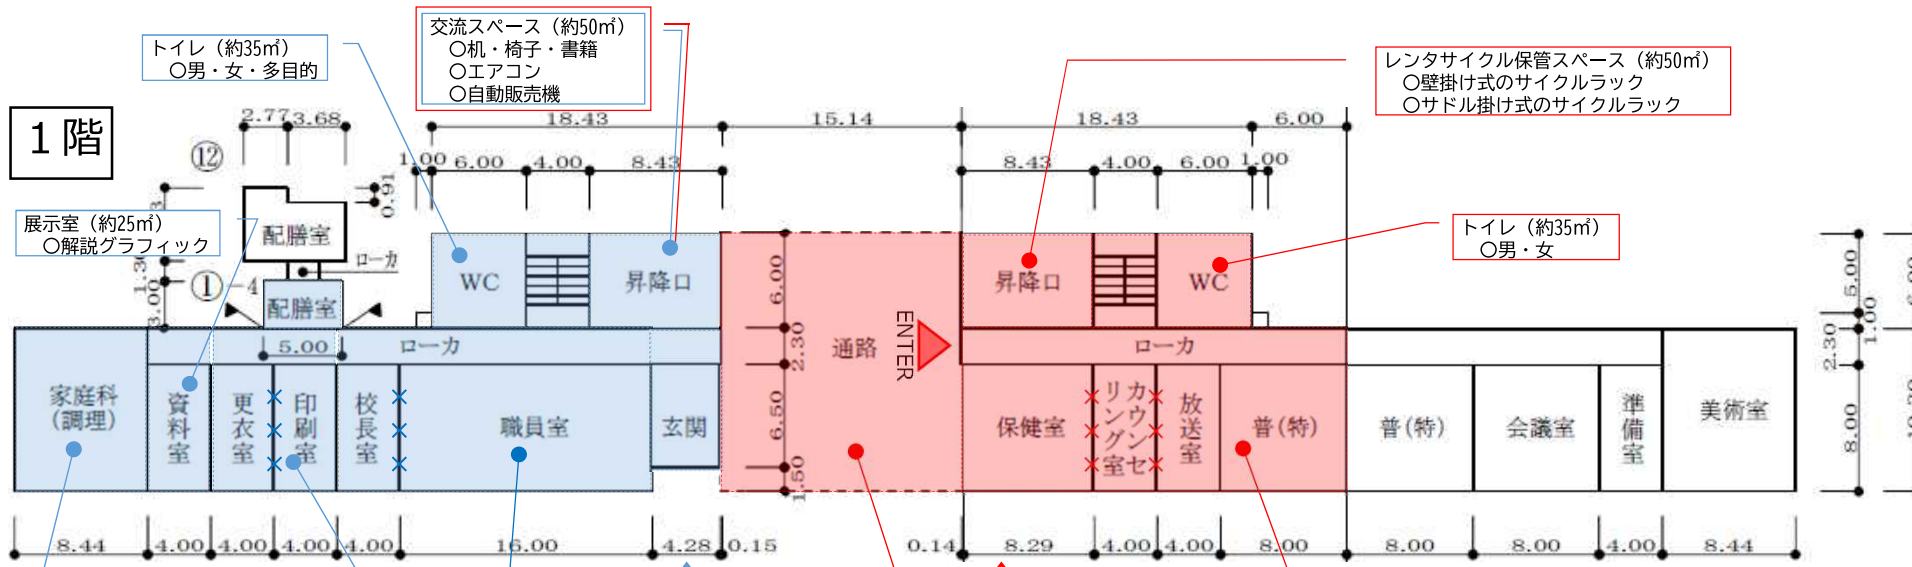 1階
トイレ（約35㎡）
〇男・女・多目的
交流スペース（約50㎡）
〇机・椅子・書籍
〇エアコン
〇自動販売機
レンタサイクル保管スペース（約50㎡）
〇壁掛け式のサイクルラック
〇サドル掛け式のサイクルラック
展示室（約25㎡）
〇解説グラフィック
トイレ（約35㎡）
〇男・女
2.77 3.68
18.43 15.14 18.43 6.00
1.00 6.00 4.00 8.43
8.43 4.00 6.00 1.00
⑫
0.91
配膳室
ローカ
①-4
配膳室
1.30
3.00
5.00
WC
昇降口
昇降口
WC
6.00
2.30
6.50
1.50
通路
ENTER
ローカ
ローカ
家庭科
(調理)
資料室
更衣室
印刷室
校長室
職員室
玄関
保健室
カウンセリング室
放送室
普(特)
普(特)
会議室
準備室
美術室
5.00
1.00
2.30
8.00
6.00
8.44 4.00 4.00 4.00 4.00 16.00 4.28 0.15 0.14 8.29 4.00 4.00 8.00 8.00 8.00 4.00 8.44